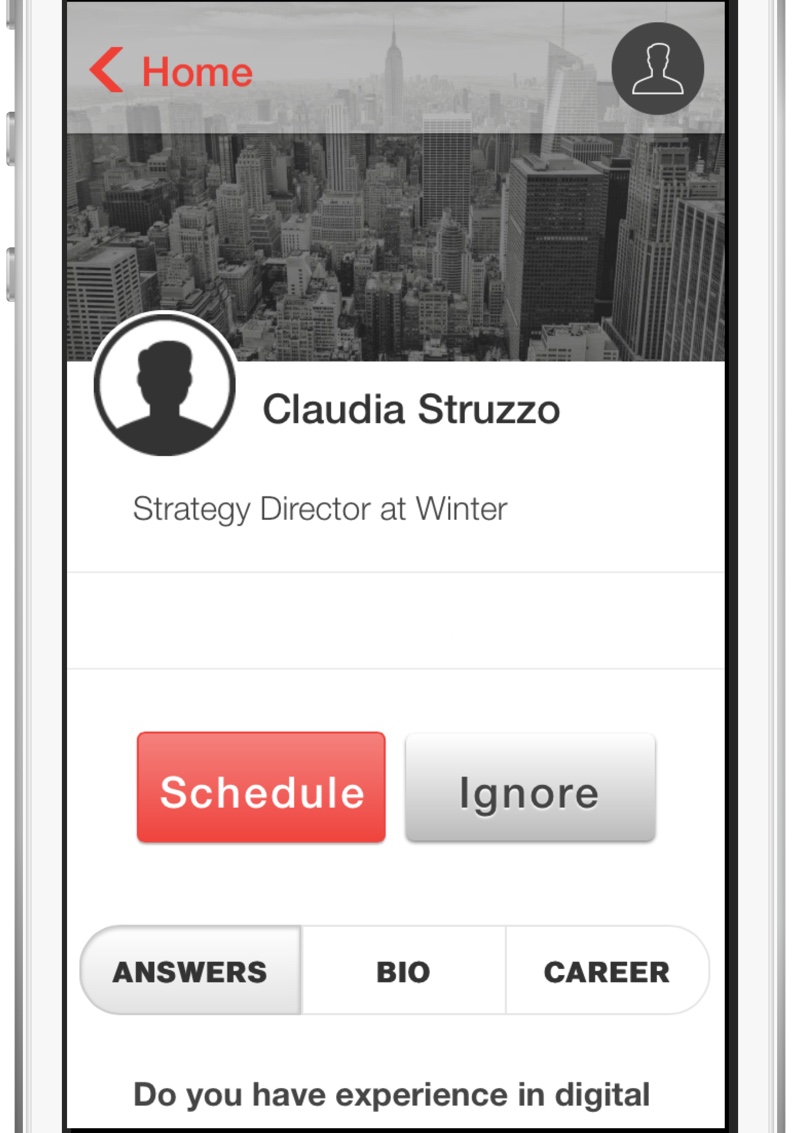 Home
Claudia Struzzo
Strategy Director at Winter
Schedule
Ignore
ANSWERS
BIO
CAREER
Do you have experience in digital